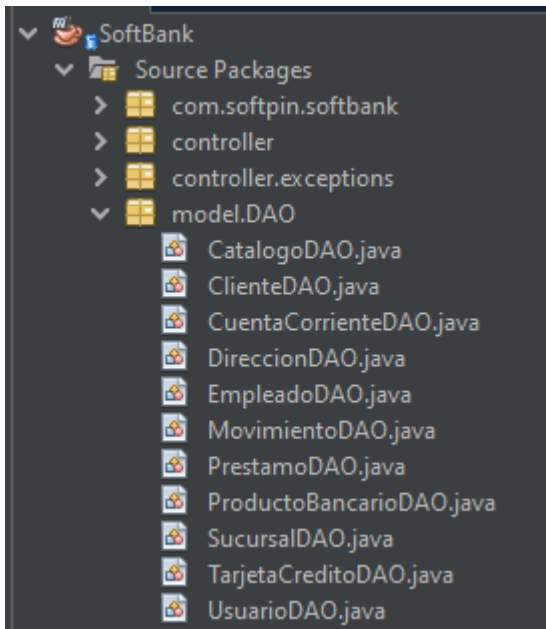 SoftBank
Source Packages
com.softpin.softbank
controller
controller.exceptions
model.DAO
CatalogoDAO.java
ClienteDAO.java
CuentaCorrienteDAO.java
DireccionDAO.java
EmpleadoDAO.java
MovimientoDAO.java
PrestamoDAO.java
ProductoBancarioDAO.java
SucursalDAO.java
TarjetaCreditoDAO.java
UsuarioDAO.java